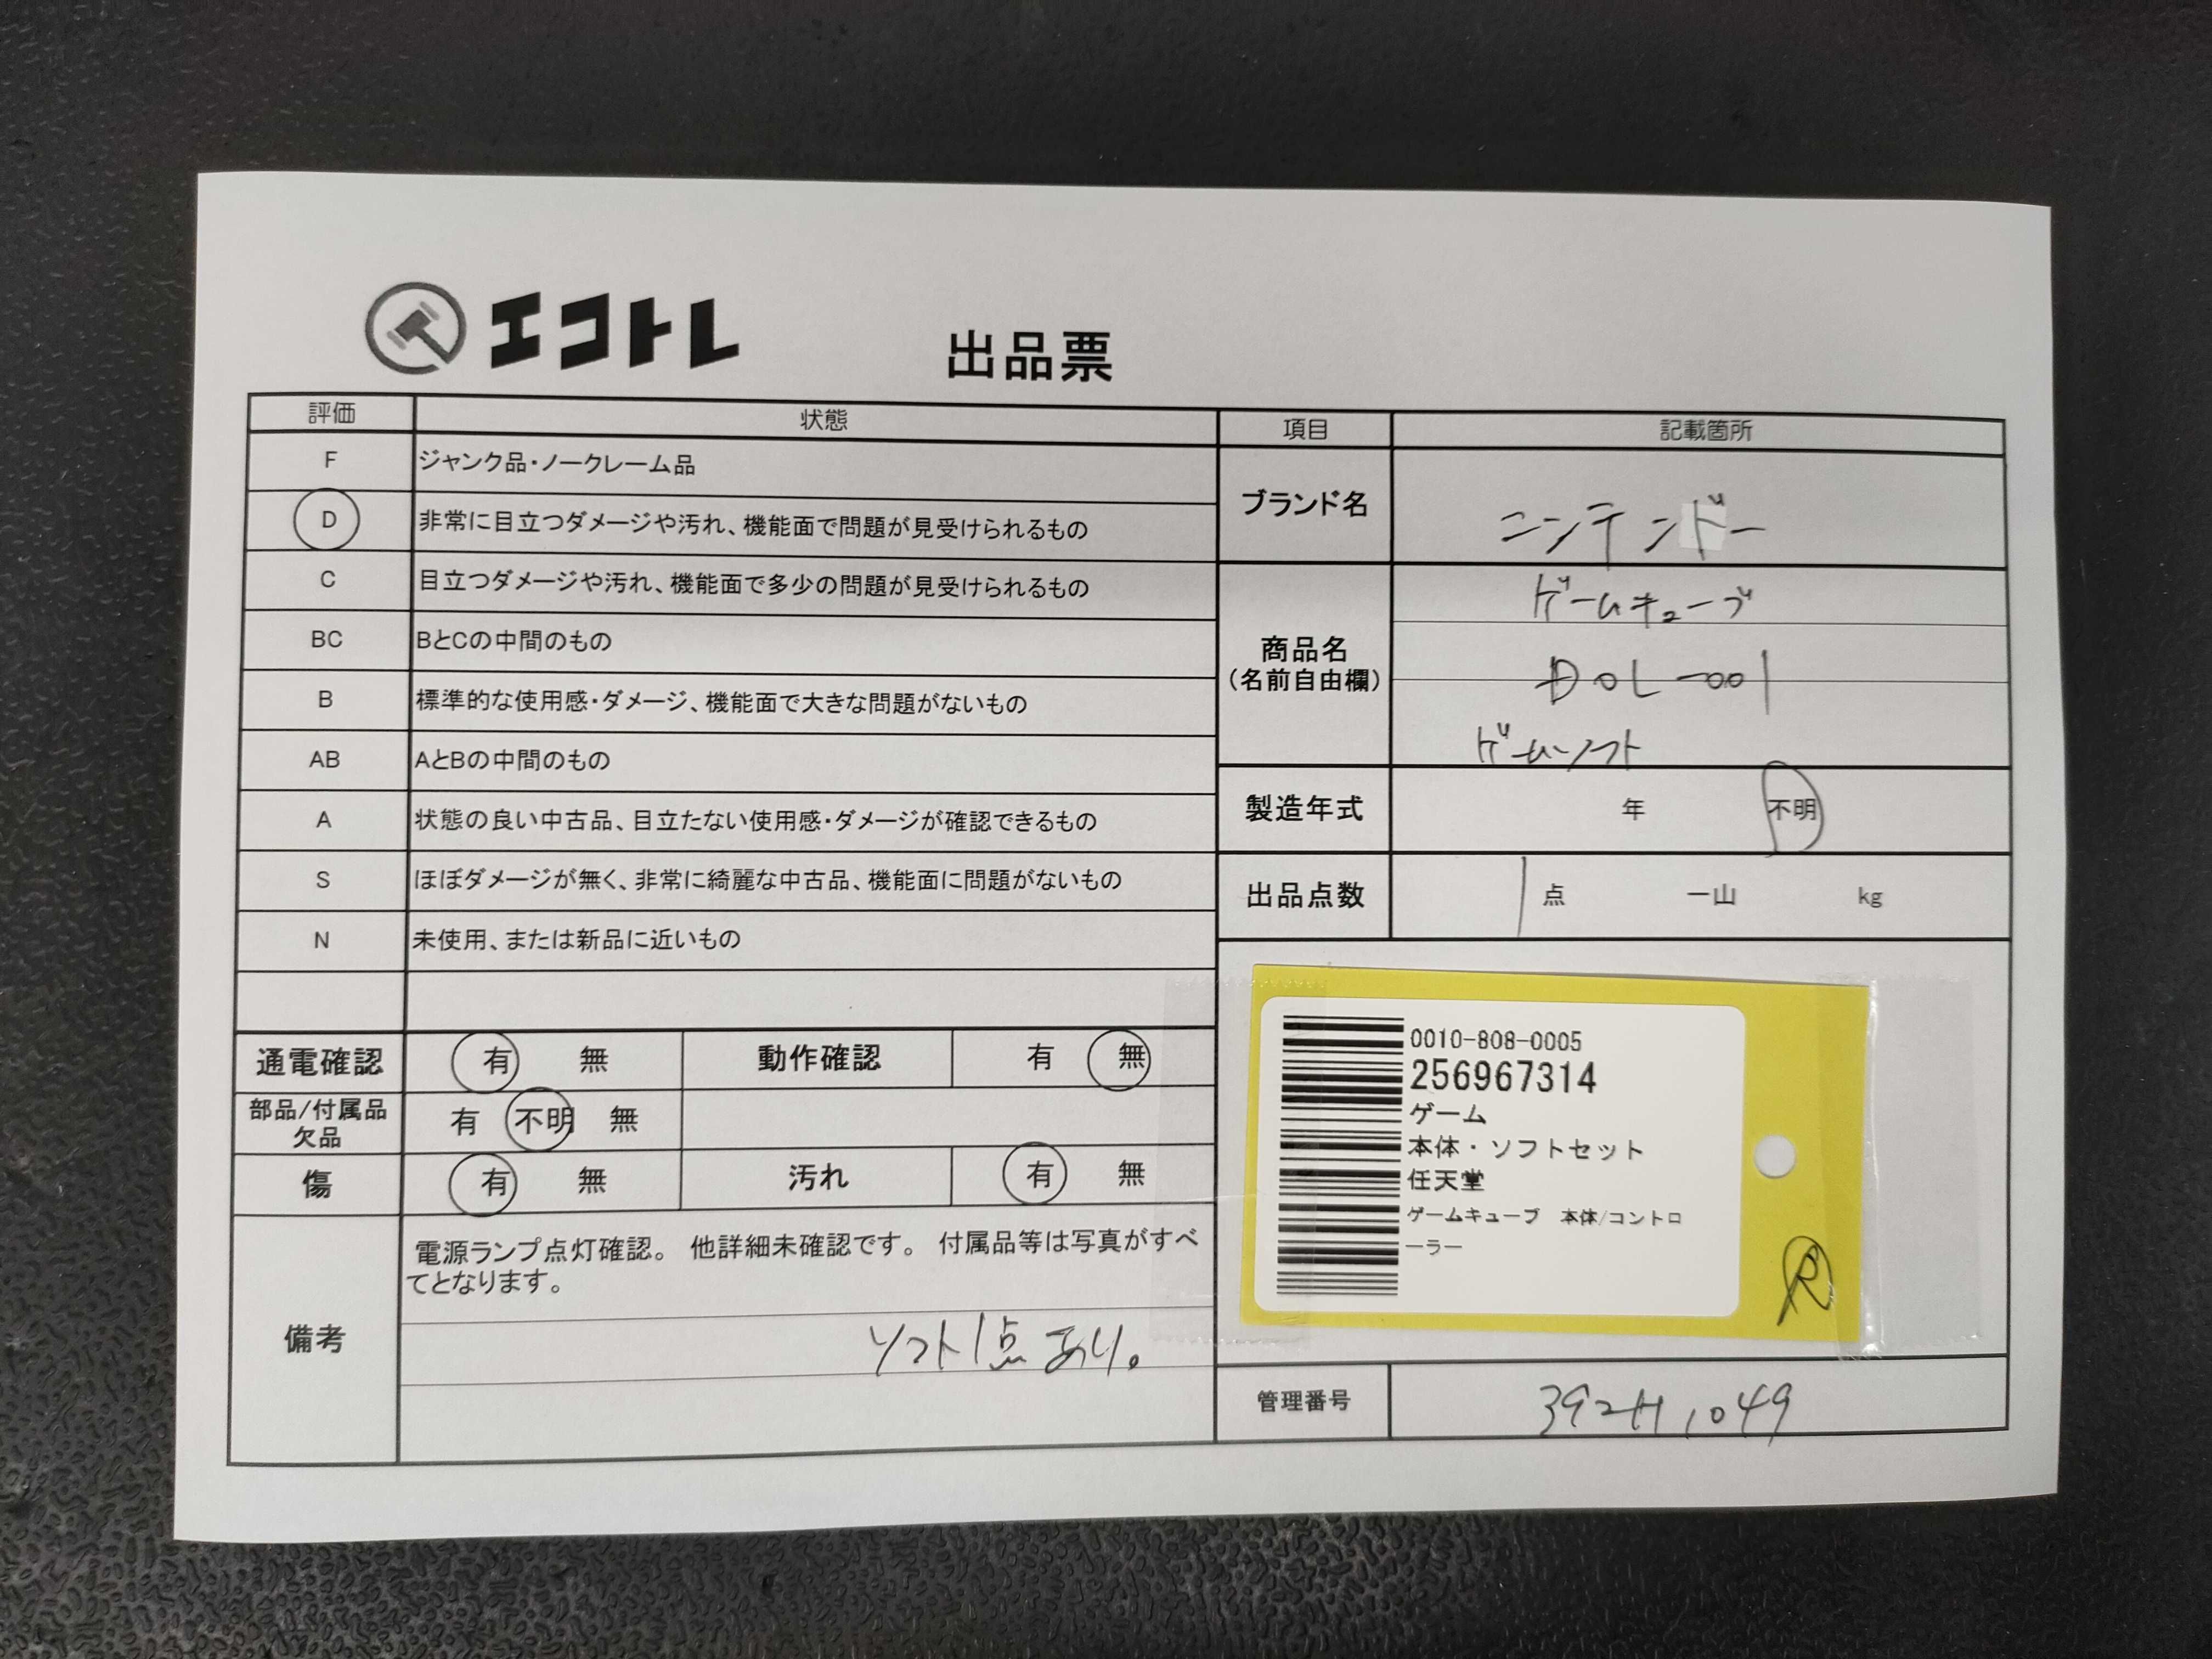 エコトレ
出品票
評価 状態
F ジャンク品・ノークレーム品
D 非常に目立つダメージや汚れ、機能面で問題が見受けられるもの
C 目立つダメージや汚れ、機能面で多少の問題が見受けられるもの
BC BとCの中間のもの
B 標準的な使用感・ダメージ、機能面で大きな問題がないもの
AB AとBの中間のもの
A 状態の良い中古品、目立たない使用感・ダメージが確認できるもの
S ほぼダメージが無く、非常に綺麗な中古品、機能面に問題がないもの
N 未使用、または新品に近いもの
通電確認 有 無 動作確認 有 無
部品/付属品
欠品
有 不明 無
傷 有 無 汚れ 有 無
備考
電源ランプ点灯確認。 他詳細未確認です。 付属品等は写真がすべ
てとなります。
ソフト1点あり。
項目 記載箇所
ブランド名 ニンテンドー
商品名
(名前自由欄)
ゲームキューブ
DOL-001
ゲームソフト
製造年式 年 不明
出品点数 1 点 一山 kg
0010-808-0005
256967314
ゲーム
本体・ソフトセット
任天堂
ゲームキューブ 本体/コントロ
ーラー
R
管理番号 392H1049